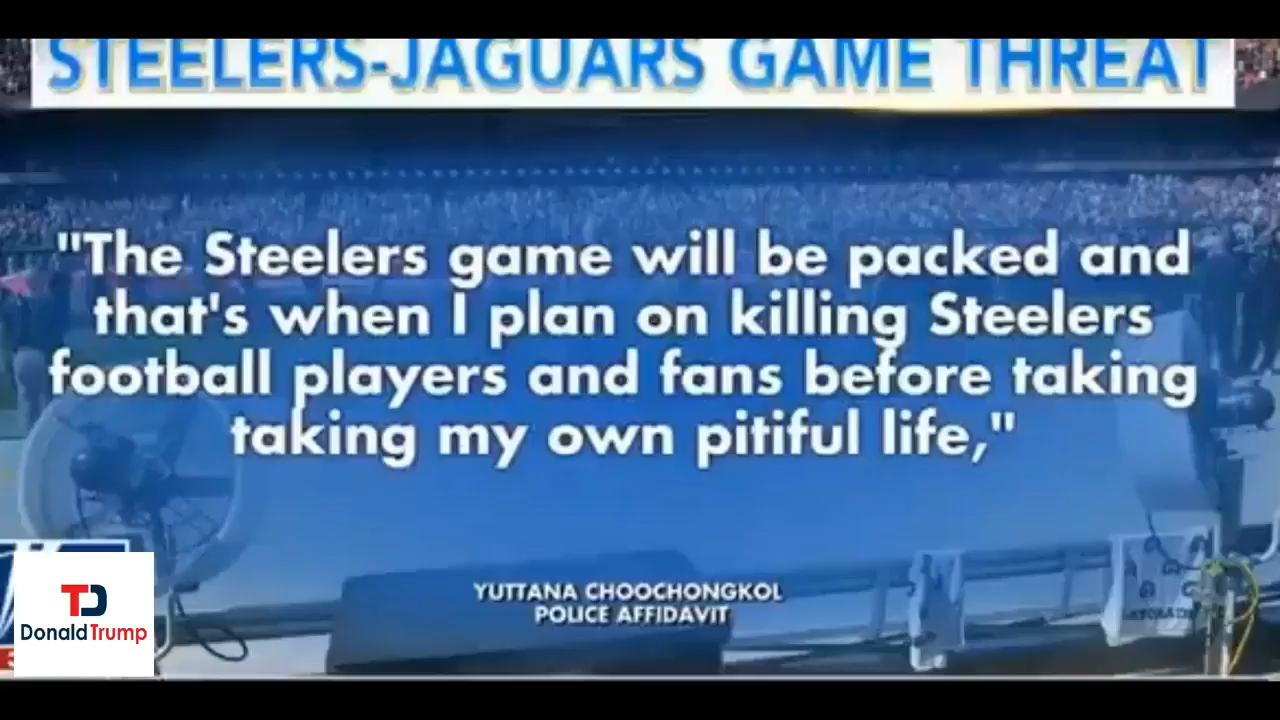 STEELERS-JAGUARS GAME THREAT
"The Steelers game will be packed and
that's when I plan on killing Steelers
football players and fans before taking
taking my own pitiful life,"
YUTTANA CHOOCHONGKOL
POLICE AFFIDAVIT
TD
DonaldTrump